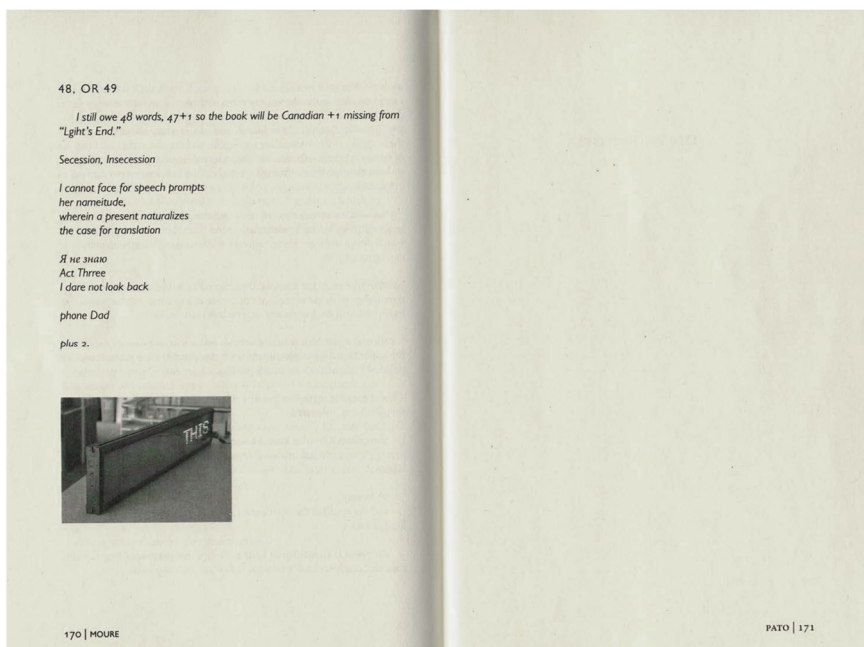 48, OR 49
I still owe 48 words, 47+1 so the book will be Canadian +1 missing from
“Lgiht’s End.”
Secession, Insecession
I cannot face for speech prompts
her nameitude,
wherein a present naturalizes
the case for translation
Я не знаю
Act Thrree
I dare not look back
phone Dad
plus 2.
THIS
170 | MOURE
PATO | 171